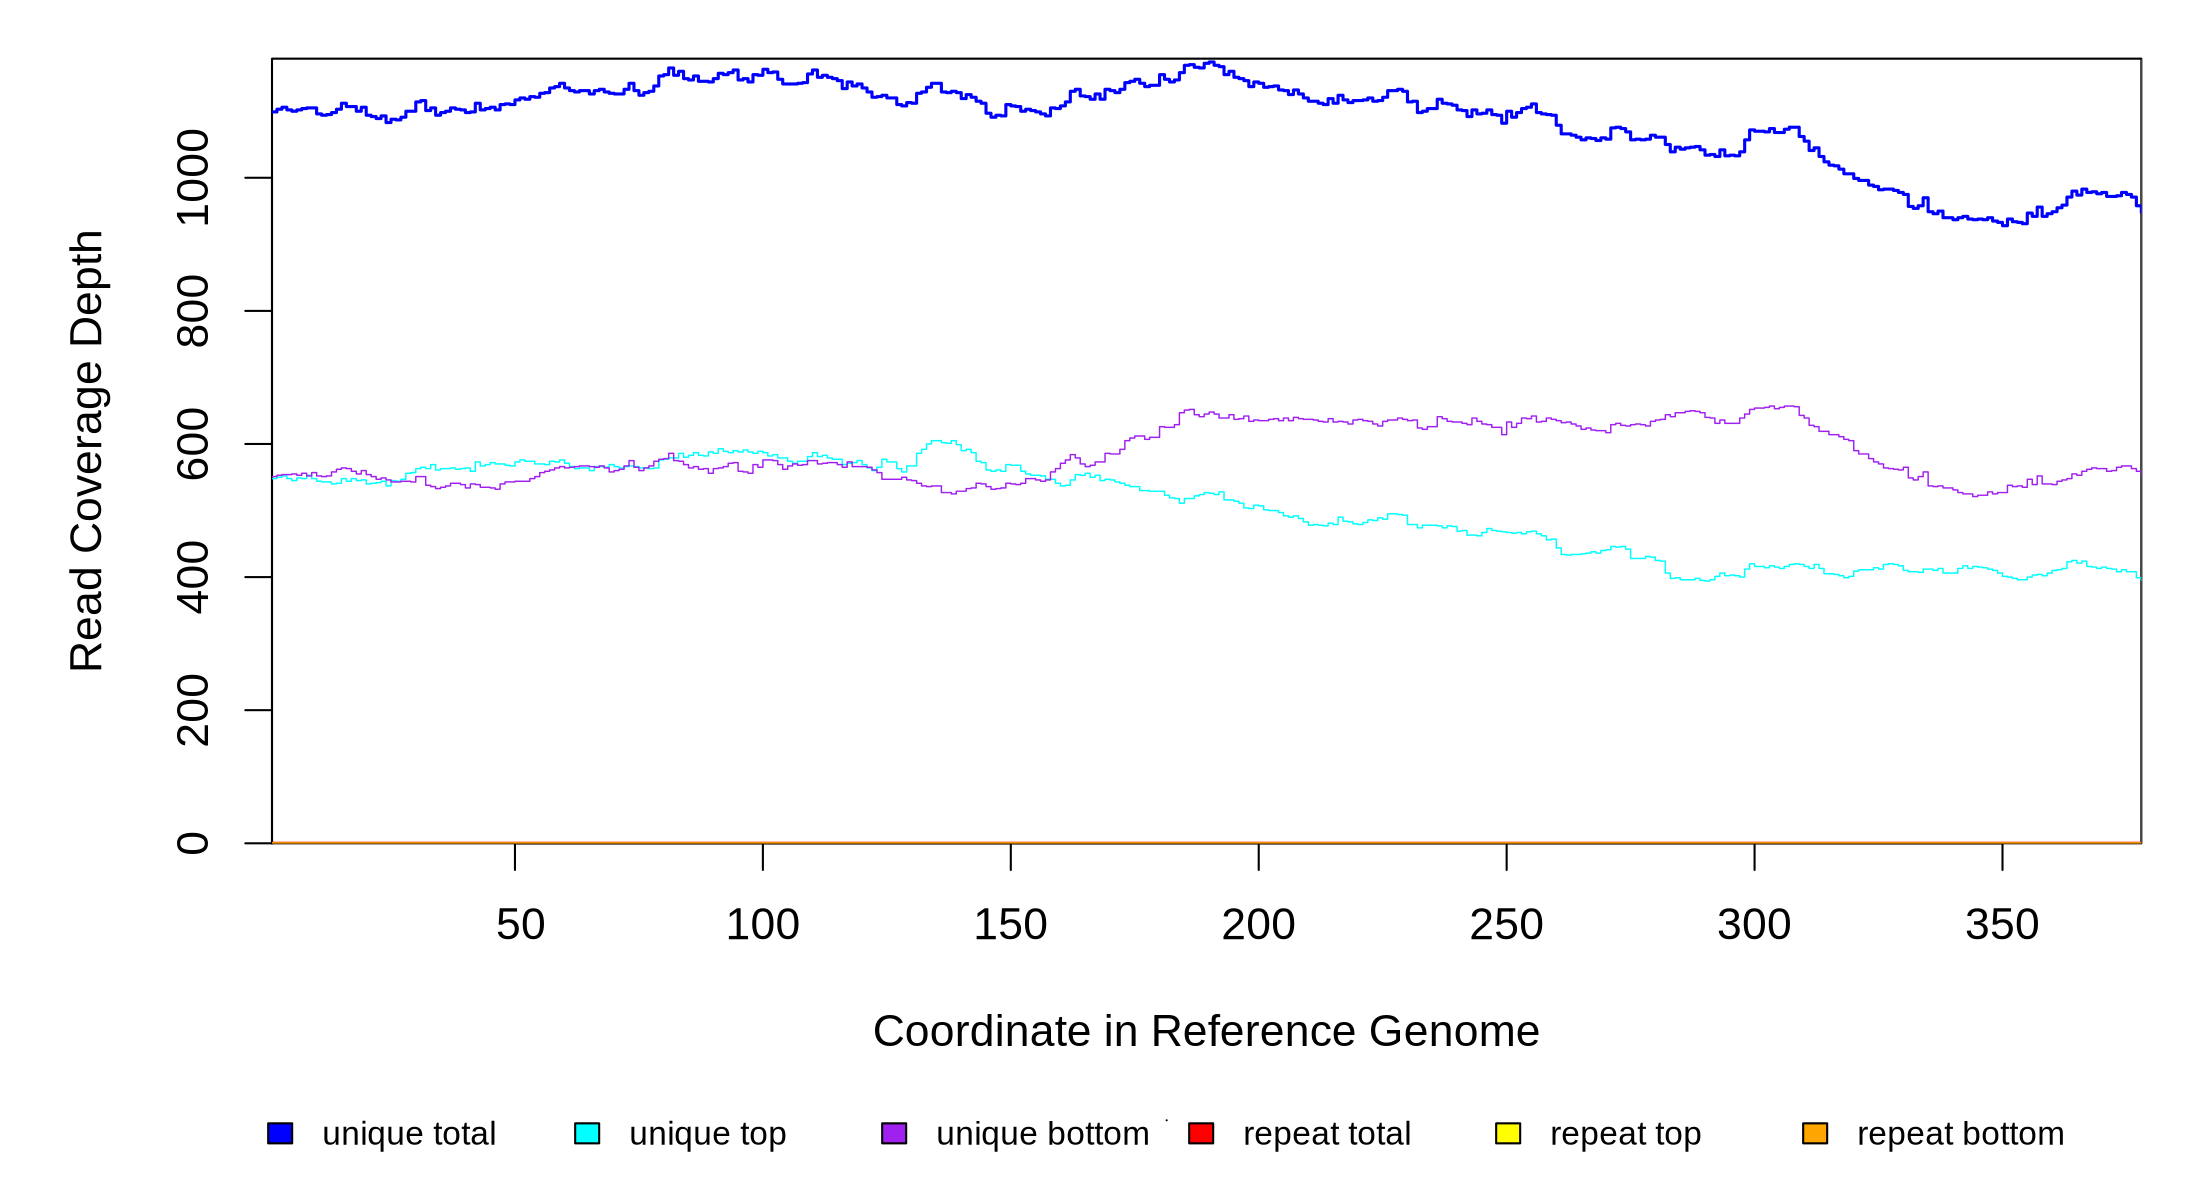 Read Coverage Depth
1000
800
600
400
200
0
50 100 150 200 250 300 350
Coordinate in Reference Genome
unique total unique top unique bottom repeat total repeat top repeat bottom